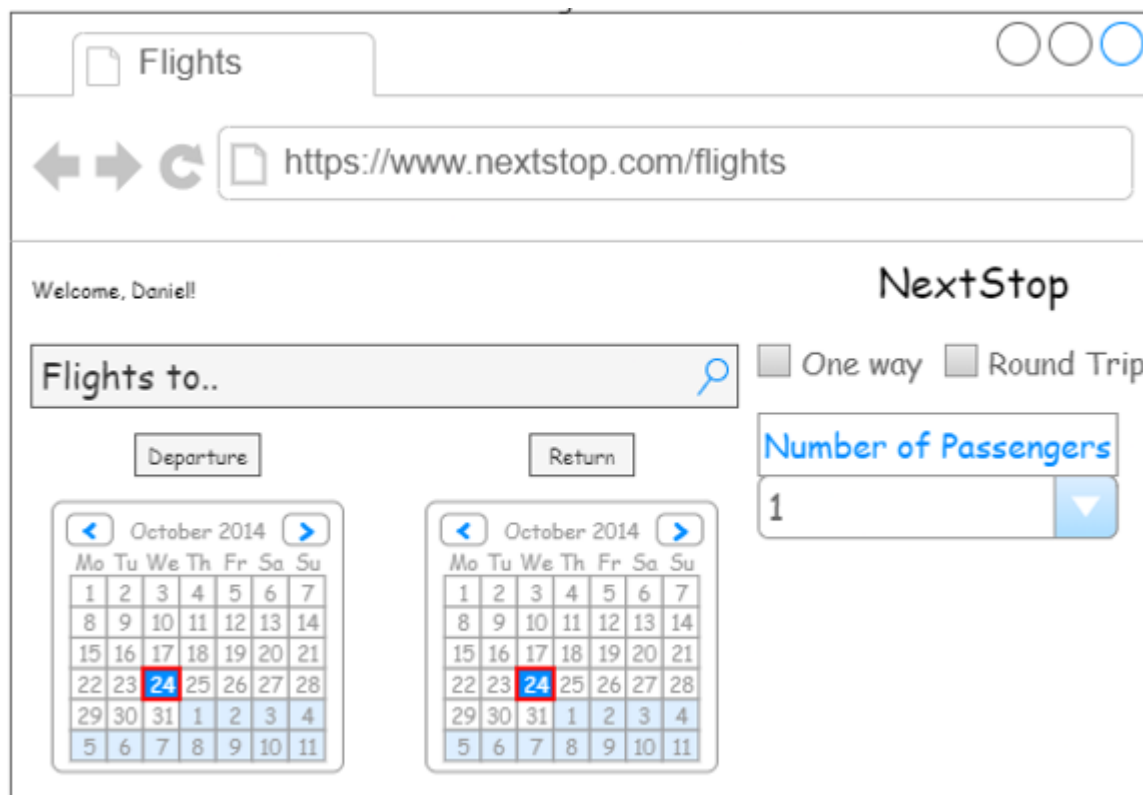 Flights
https://www.nextstop.com/flights
Welcome, Daniel!
NextStop
Flights to..
One way
Round Trip
Number of Passengers
1
Departure
October 2014
Mo Tu We Th Fr Sa Su
1 2 3 4 5 6 7
8 9 10 11 12 13 14
15 16 17 18 19 20 21
22 23 24 25 26 27 28
29 30 31 1 2 3 4
5 6 7 8 9 10 11
Return
October 2014
Mo Tu We Th Fr Sa Su
1 2 3 4 5 6 7
8 9 10 11 12 13 14
15 16 17 18 19 20 21
22 23 24 25 26 27 28
29 30 31 1 2 3 4
5 6 7 8 9 10 11